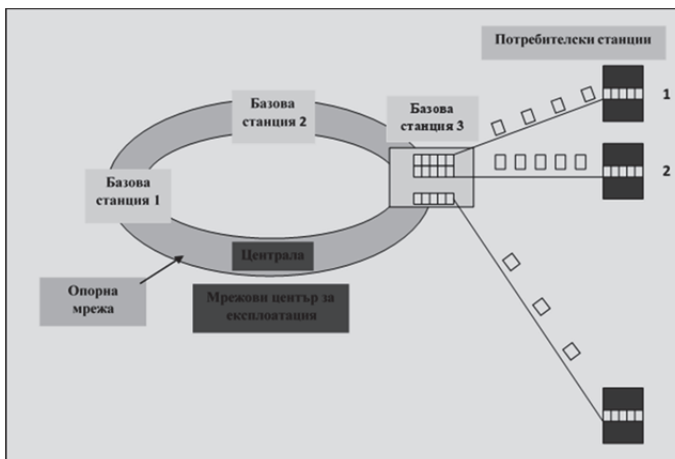 Потребителски станции
1
Базова
станция 2
Базова
станция 3
2
Базова
станция 1
Централа
Опорна
мрежа
Мрежови център за
експлоатация